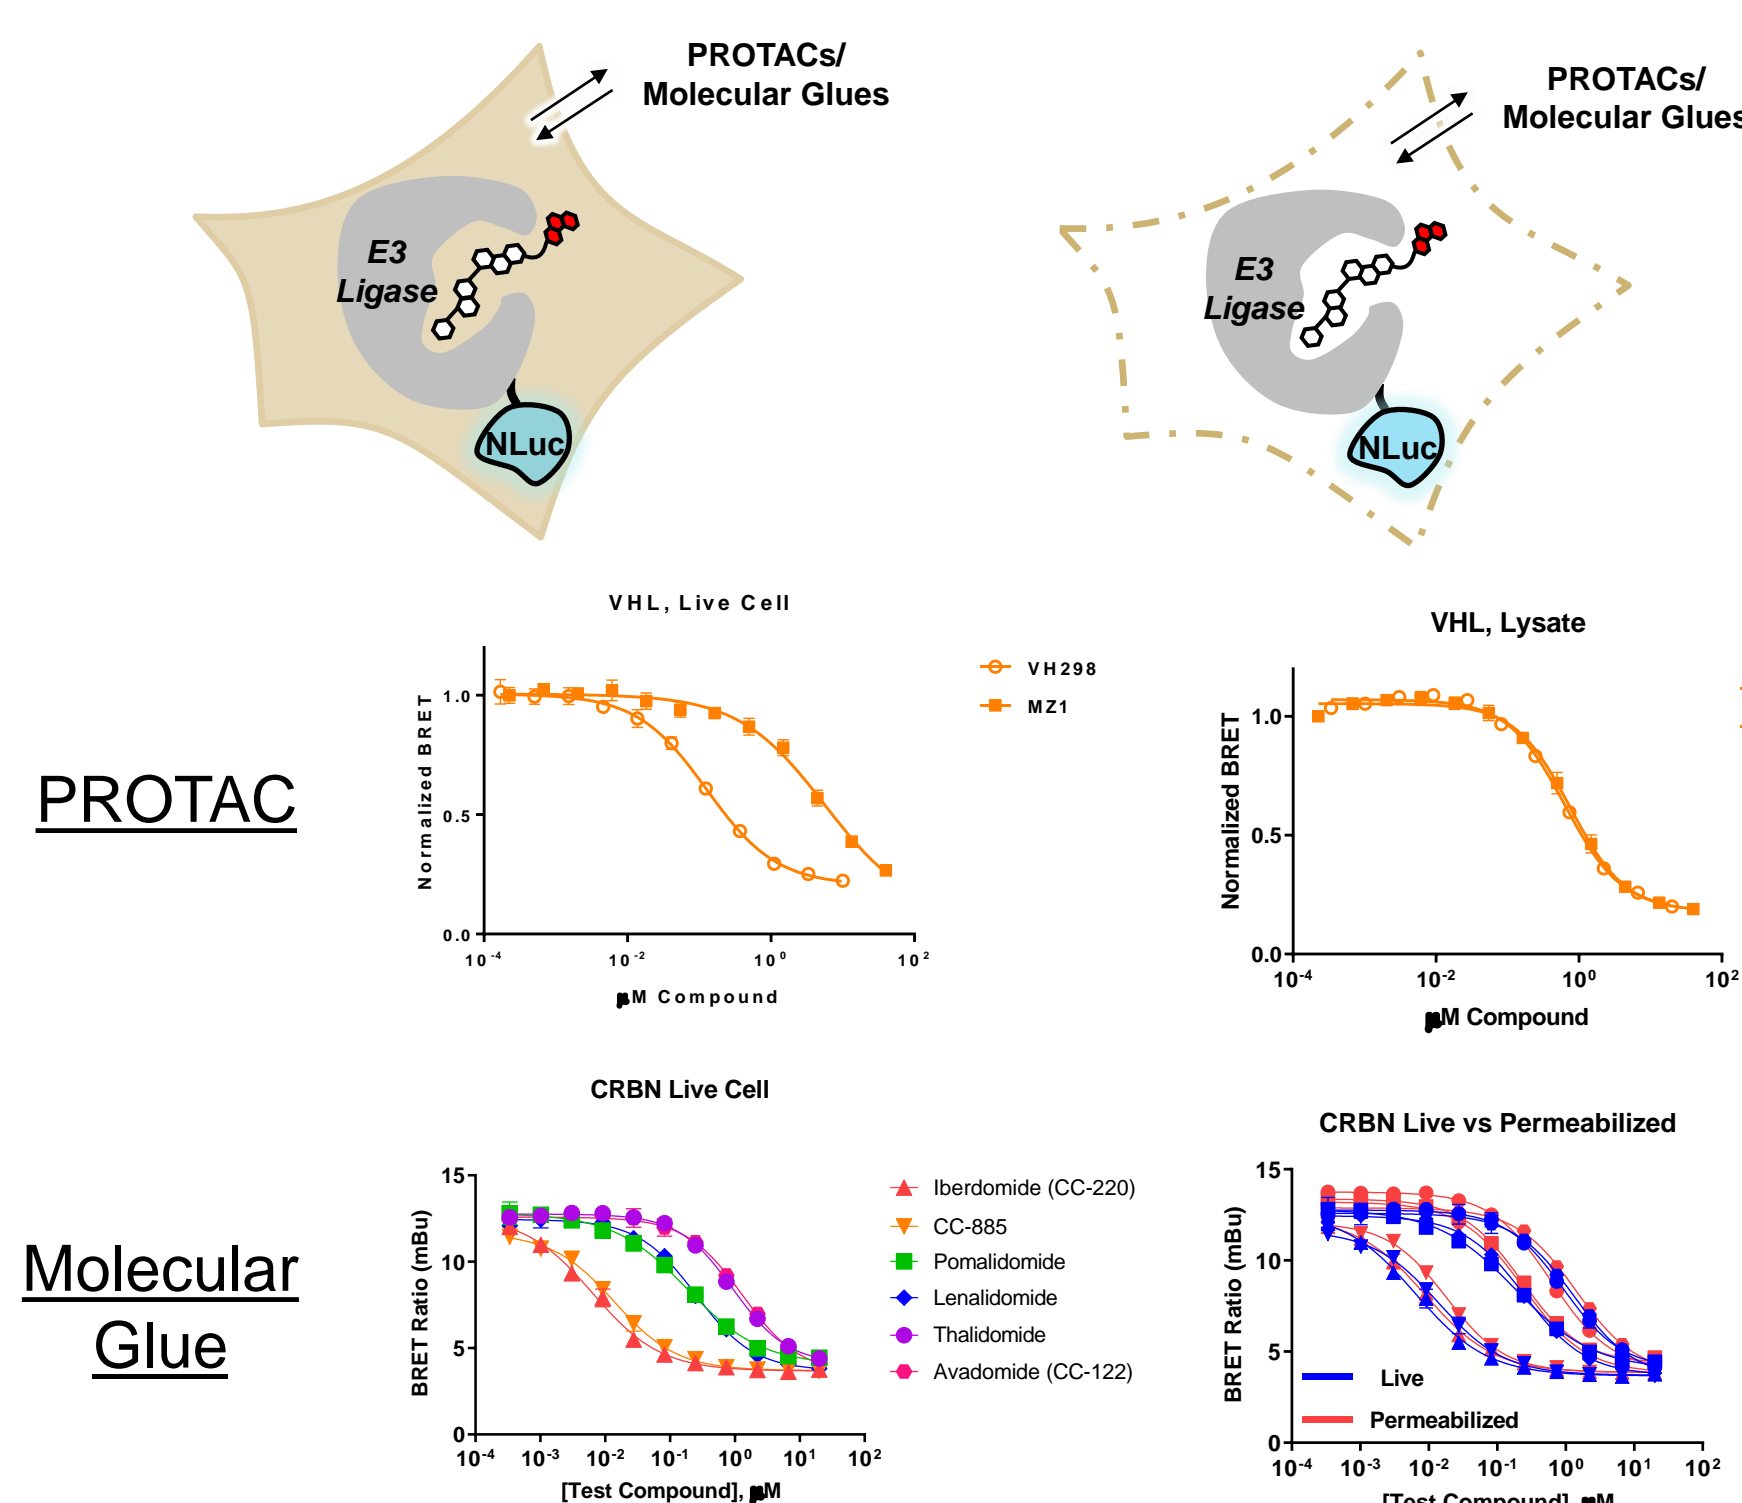 PROTACs/
Molecular Glues
E3
Ligase
NLuc
PROTACs/
Molecular Glues
E3
Ligase
NLuc
PROTAC
VHL, Live Cell
Normalized BRET
1.0
0.5
0.0
10-4
10-2
100
102
µM Compound
VH298
MZ1
VHL, Lysate
Normalized BRET
1.0
0.5
0.0
10-4
10-2
100
102
µM Compound
Molecular
Glue
CRBN Live Cell
BRET Ratio (mBu)
15
10
5
0
10-4
10-3
10-2
10-1
100
101
102
[Test Compound], µM
Iberdomide (CC-220)
CC-885
Pomalidomide
Lenalidomide
Thalidomide
Avadomide (CC-122)
CRBN Live vs Permeabilized
BRET Ratio (mBu)
15
10
5
0
Live
Permeabilized
10-4
10-3
10-2
10-1
100
101
102
[Test Compound], µM